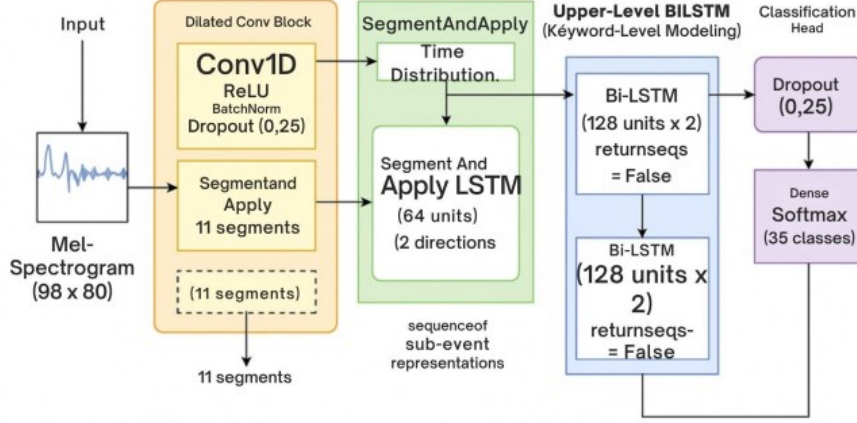 Input
Mel-
Spectrogram
(98 x 80)
Dilated Conv Block
Conv1D
ReLU
BatchNorm
Dropout (0,25)
Segmentand
Apply
11 segments
(11 segments)
11 segments
SegmentAndApply
Time
Distribution.
Segment And
Apply LSTM
(64 units)
(2 directions
sequenceof
sub-event
representations
Upper-Level BILSTM
(Kéyword-Level Modeling)
Bi-LSTM
(128 units x 2)
returnseqs
= False
Bi-LSTM
(128 units x
2)
returnseqs-
= False
Classification
Head
Dropout
(0,25)
Dense
Softmax
(35 classes)